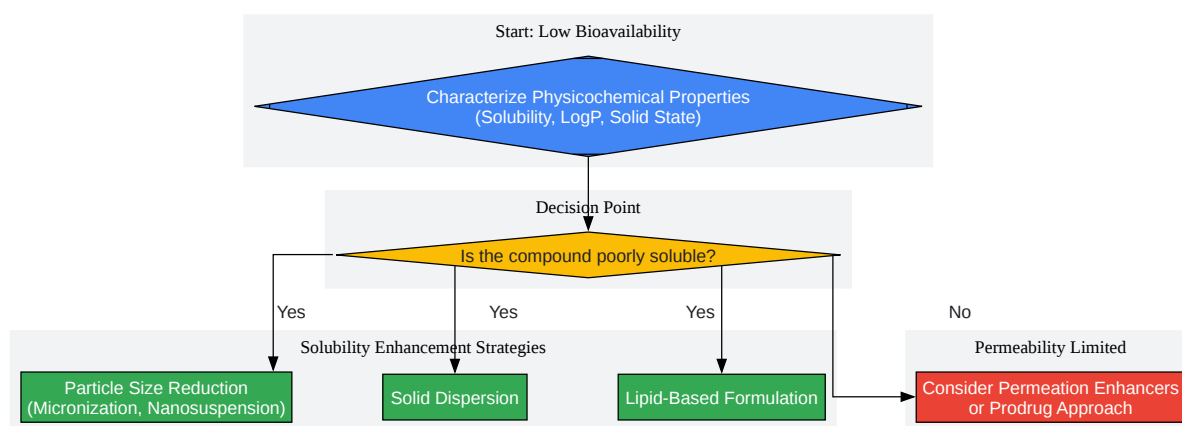 Start: Low Bioavailability
Characterize Physicochemical Properties
(Solubility, LogP, Solid State)
Decision Point
Is the compound poorly soluble?
Yes
Yes
Yes
No
Solubility Enhancement Strategies
Permeability Limited
Particle Size Reduction
(Micronization, Nanosuspension)
Solid Dispersion
Lipid-Based Formulation
Consider Permeation Enhancers
or Prodrug Approach